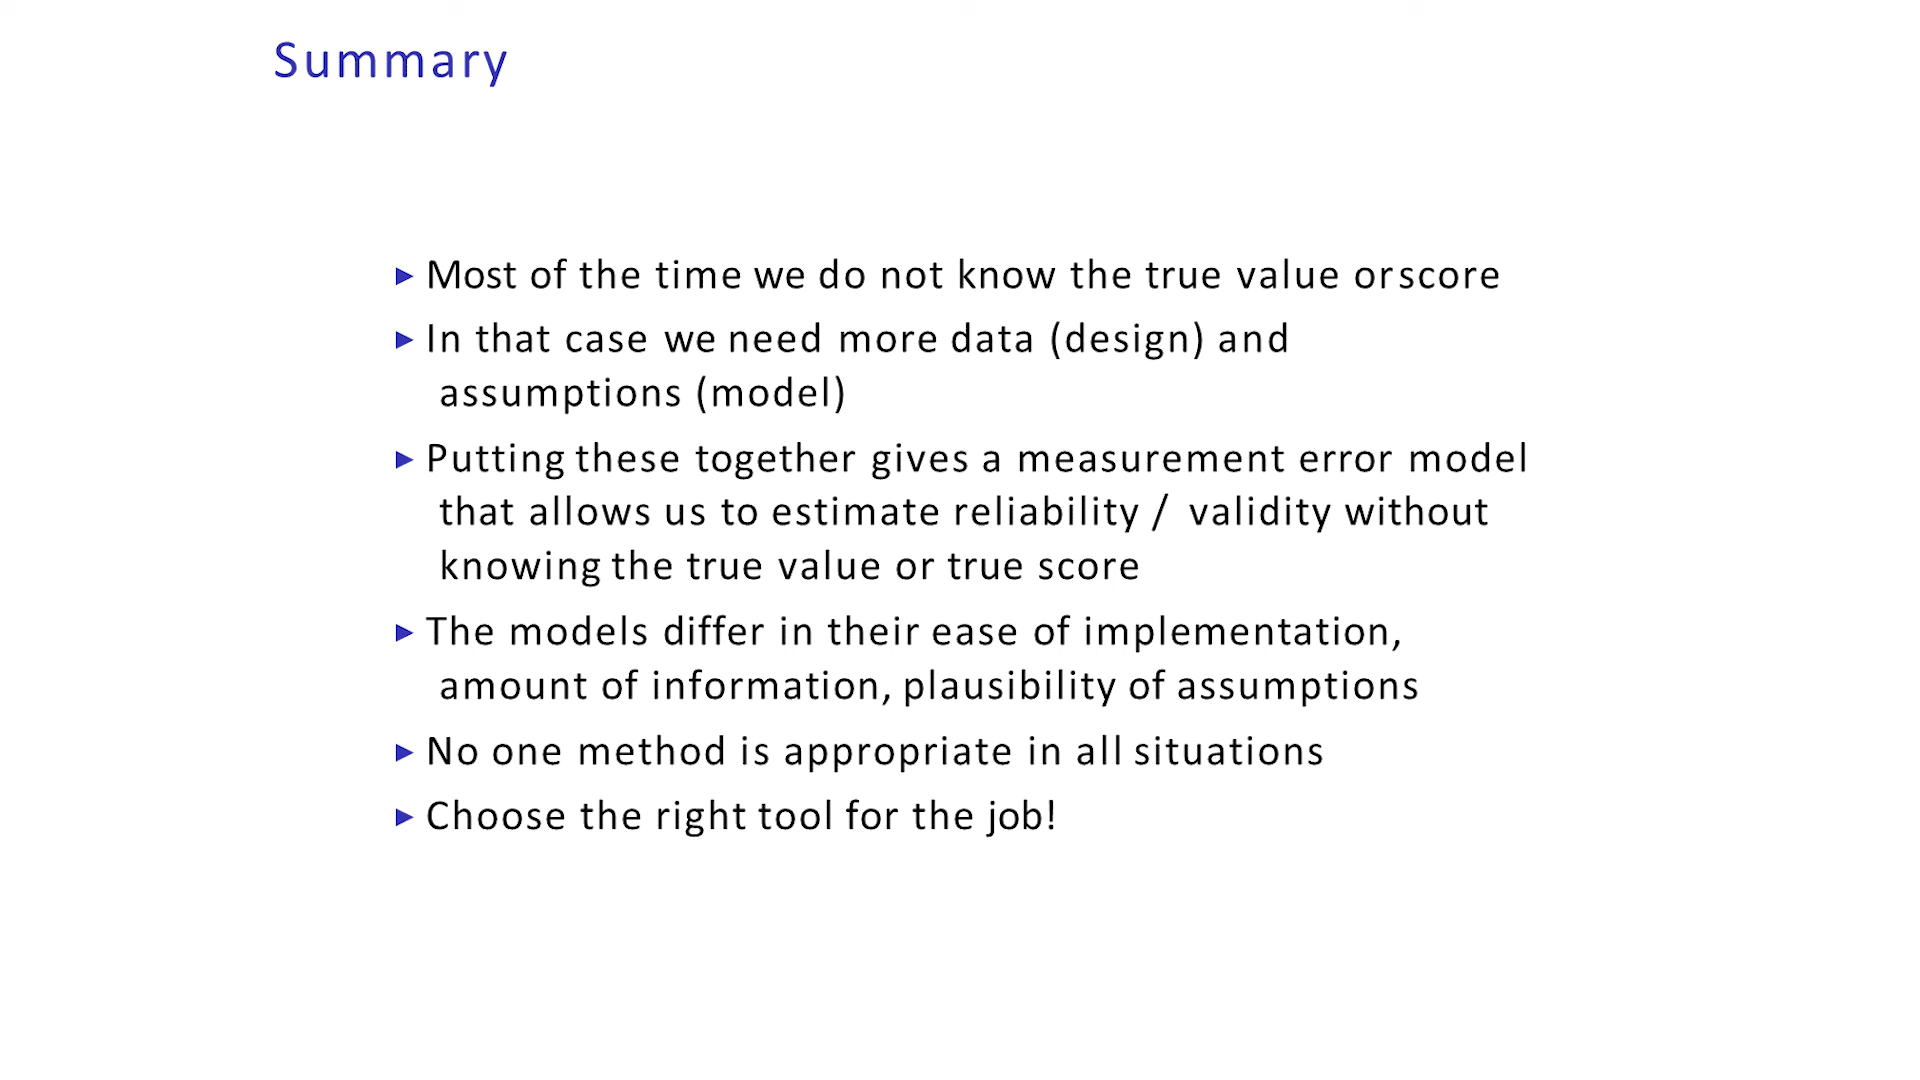 Summary
▶ Most of the time we do not know the true value orscore
▶ In that case we need more data (design) and
assumptions (model)
▶ Putting these together gives a measurement error model
that allows us to estimate reliability / validity without
knowing the true value or true score
▶ The models differ in their ease of implementation,
amount of information, plausibility of assumptions
▶ No one method is appropriate in all situations
▶ Choose the right tool for the job!